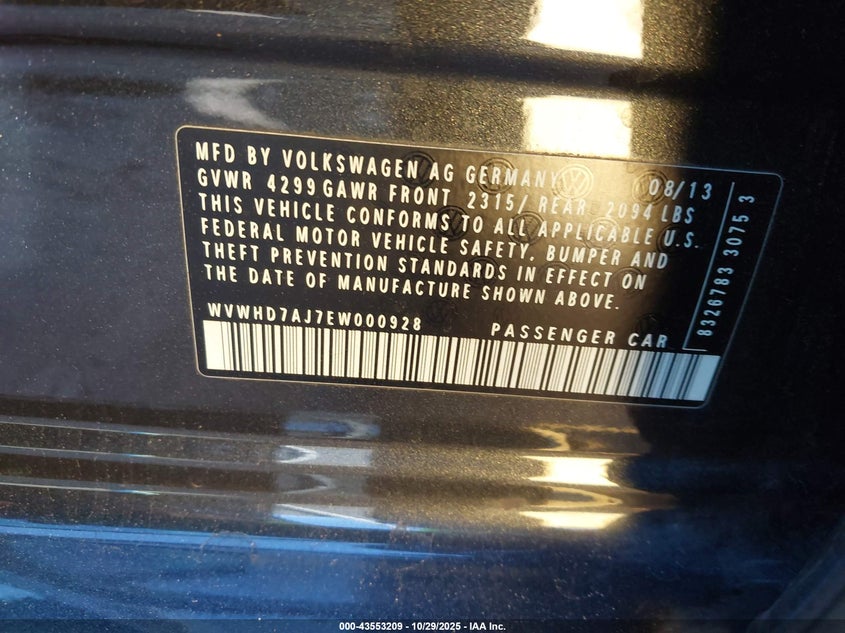 MFD BY VOLKSWAGEN AG GERMANY 08/13
GVWR 4299 GAWR FRONT 2315/ REAR 2094 LBS
THIS VEHICLE CONFORMS TO ALL APPLICABLE U.S.
FEDERAL MOTOR VEHICLE SAFETY, BUMPER AND
THEFT PREVENTION STANDARDS IN EFFECT ON
THE DATE OF MANUFACTURE SHOWN ABOVE.
WVWHD7AJ7EW000928 PASSENGER CAR
8326783 3075 3
000-43553209 | 10/29/2025 - IAA Inc.